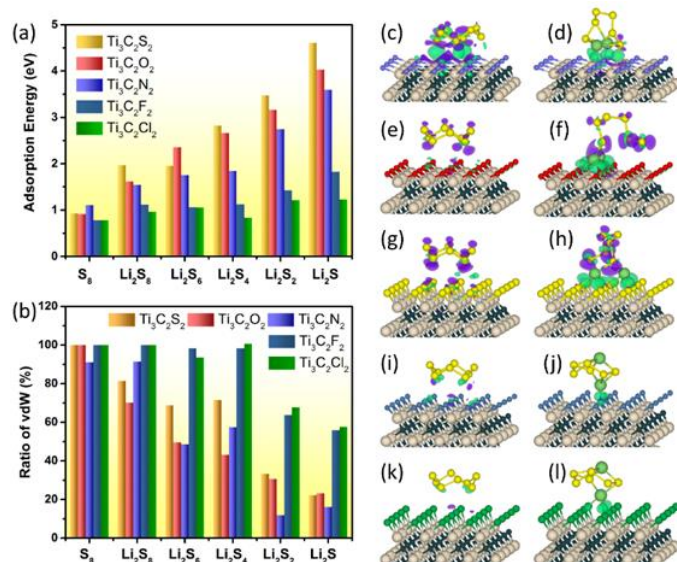 (a)
Adsorption Energy (eV)
5
4
3
2
1
0
Ti₃C₂S₂
Ti₃C₂O₂
Ti₃C₂N₂
Ti₃C₂F₂
Ti₃C₂Cl₂
S₈ Li₂S₈ Li₂S₆ Li₂S₄ Li₂S₂ Li₂S
(b)
Ratio of vdW (%)
120
100
80
60
40
20
0
Ti₃C₂S₂ Ti₃C₂O₂ Ti₃C₂N₂
Ti₃C₂F₂
Ti₃C₂Cl₂
S₈ Li₂S₈ Li₂S₆ Li₂S₄ Li₂S₂ Li₂S
(c) (d)
(e) (f)
(g) (h)
(i) (j)
(k) (l)